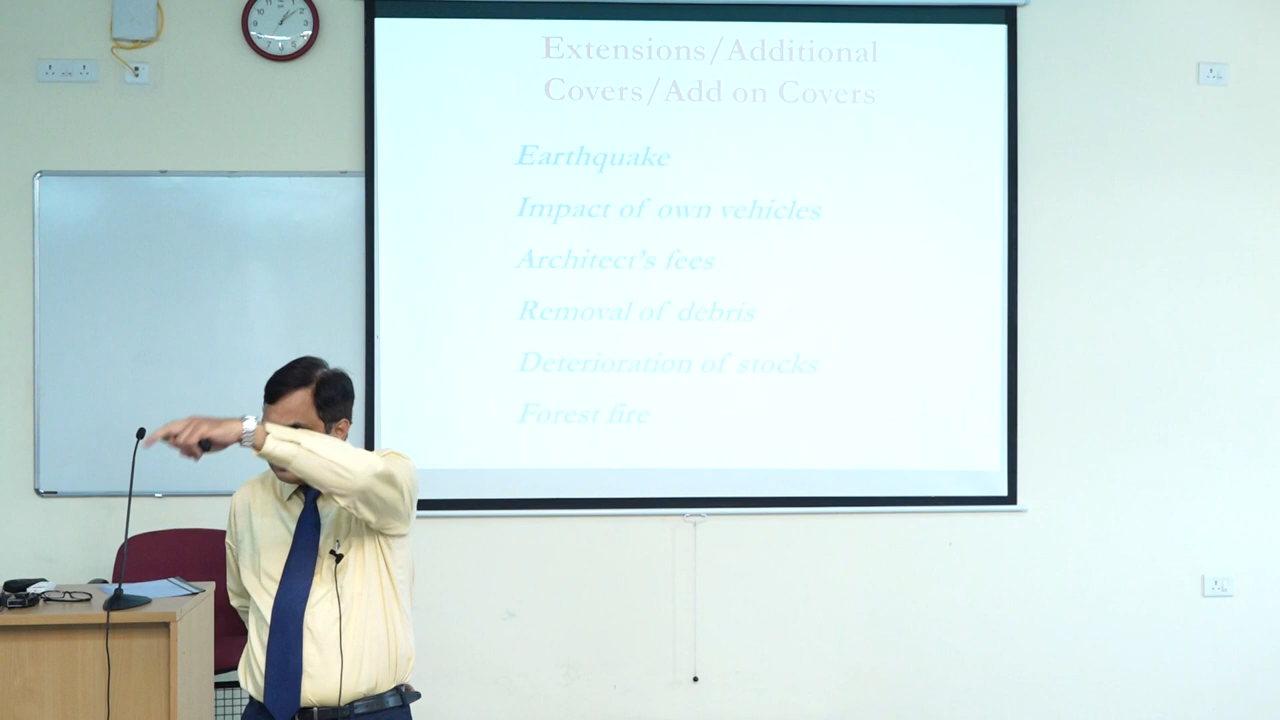 Extensions/Additional
Covers/Add on Covers
Earthquake
Impact of own vehicles
Architect's fees
Removal of debris
Deterioration of stocks
Forest fire